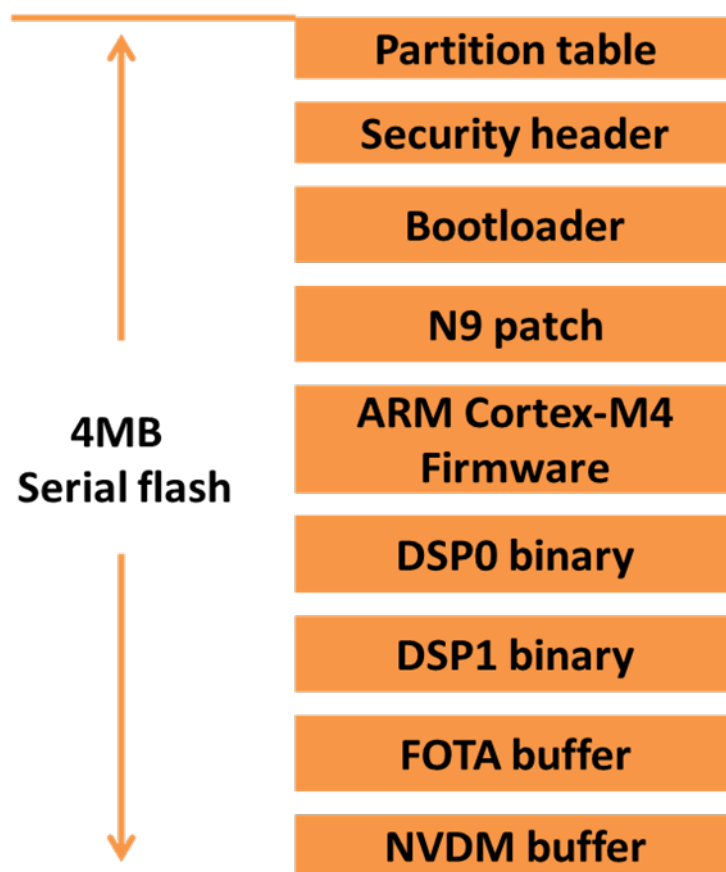 Partition table
Security header
Bootloader
N9 patch
ARM Cortex-M4
Firmware
4MB
Serial flash
DSP0 binary
DSP1 binary
FOTA buffer
NVDM buffer